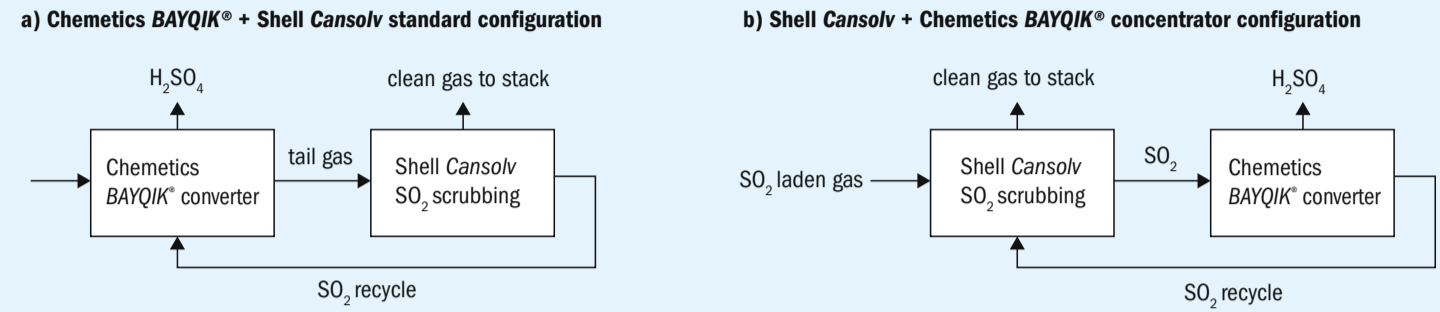 a) Chemetics BAYQIK® + Shell Cansolv standard configuration
H₂SO₄
clean gas to stack
Chemetics
BAYQIK® converter
tail gas
Shell Cansolv
SO₂ scrubbing
SO₂ recycle
b) Shell Cansolv + Chemetics BAYQIK® concentrator configuration
clean gas to stack
H₂SO₄
SO₂ laden gas
Shell Cansolv
SO₂ scrubbing
SO₂
Chemetics
BAYQIK® converter
SO₂ recycle